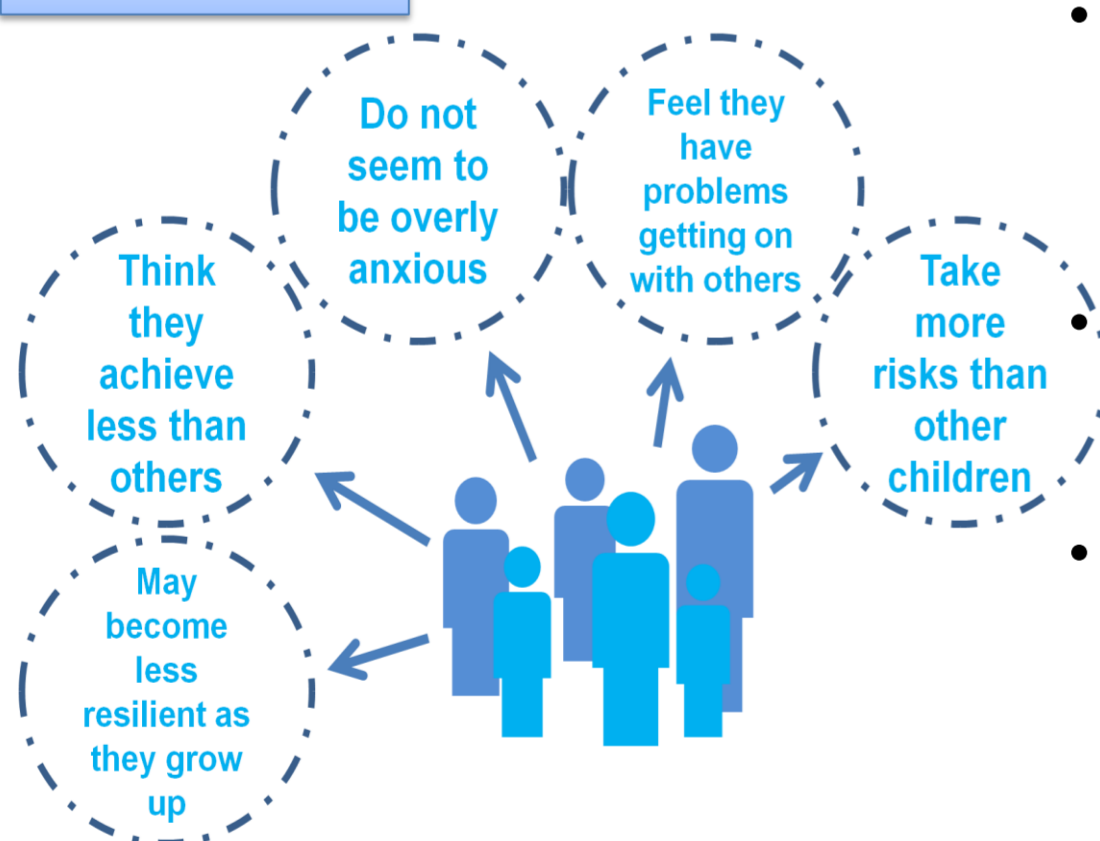 Do not
seem to
be overly
anxious
Feel they
have
problems
getting on
with others
Think
they
achieve
less than
others
Take
more
risks than
other
children
May
become
less
resilient as
they grow
up